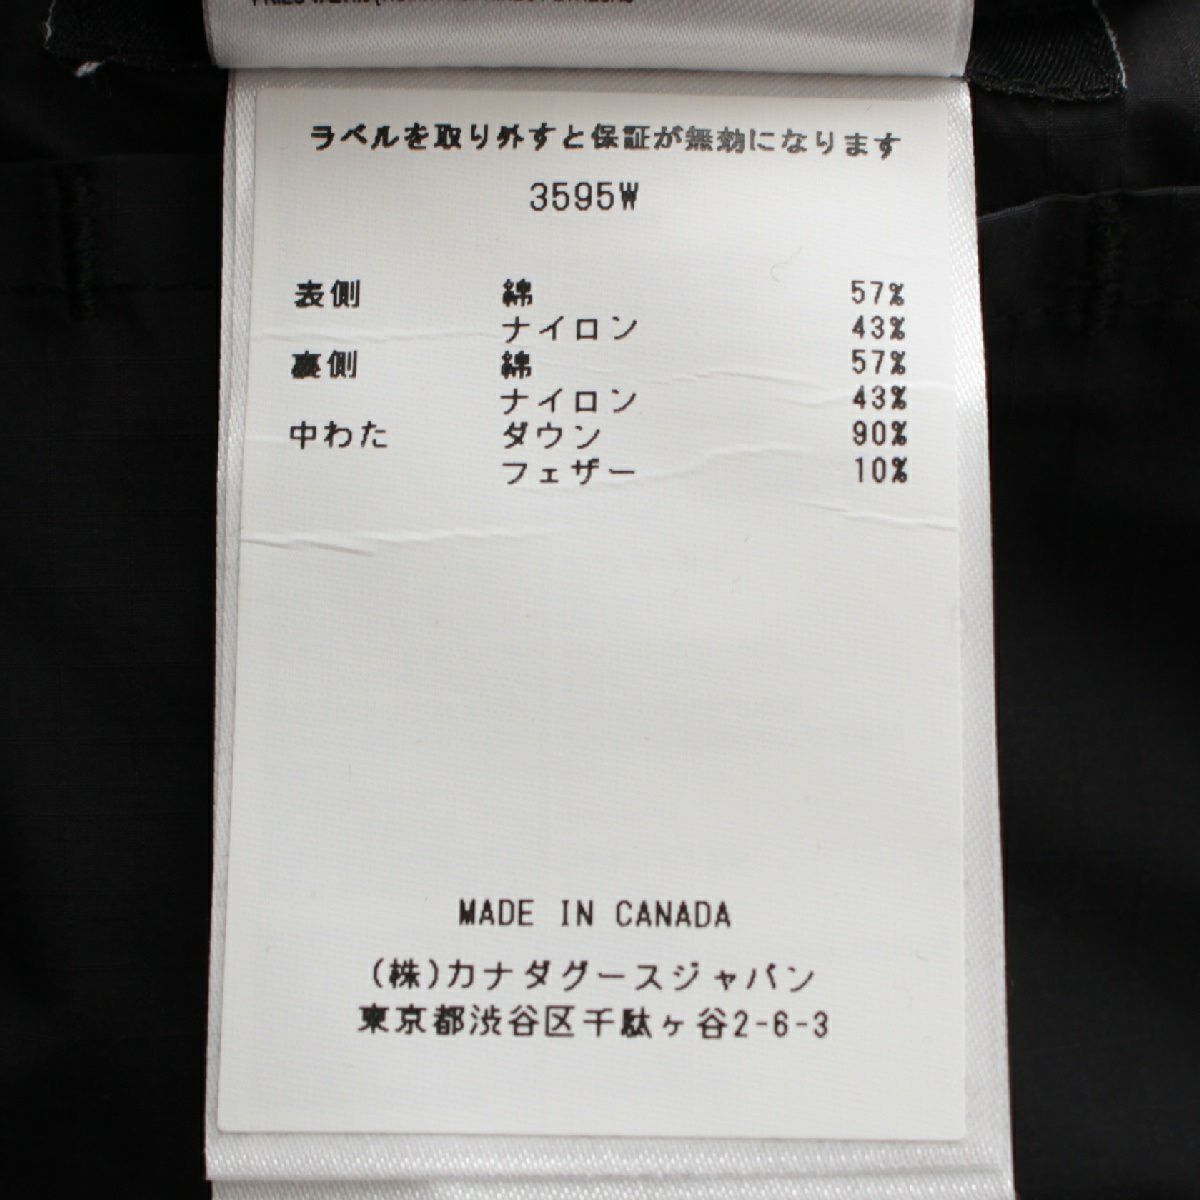 ラベルを取り外すと保証が無効になります
3595W
表側 綿 57%
ナイロン 43%
裏側 綿 57%
ナイロン 43%
中わた ダウン 90%
フェザー 10%
MADE IN CANADA
(株)カナダグースジャパン
東京都渋谷区千駄ヶ谷2-6-3